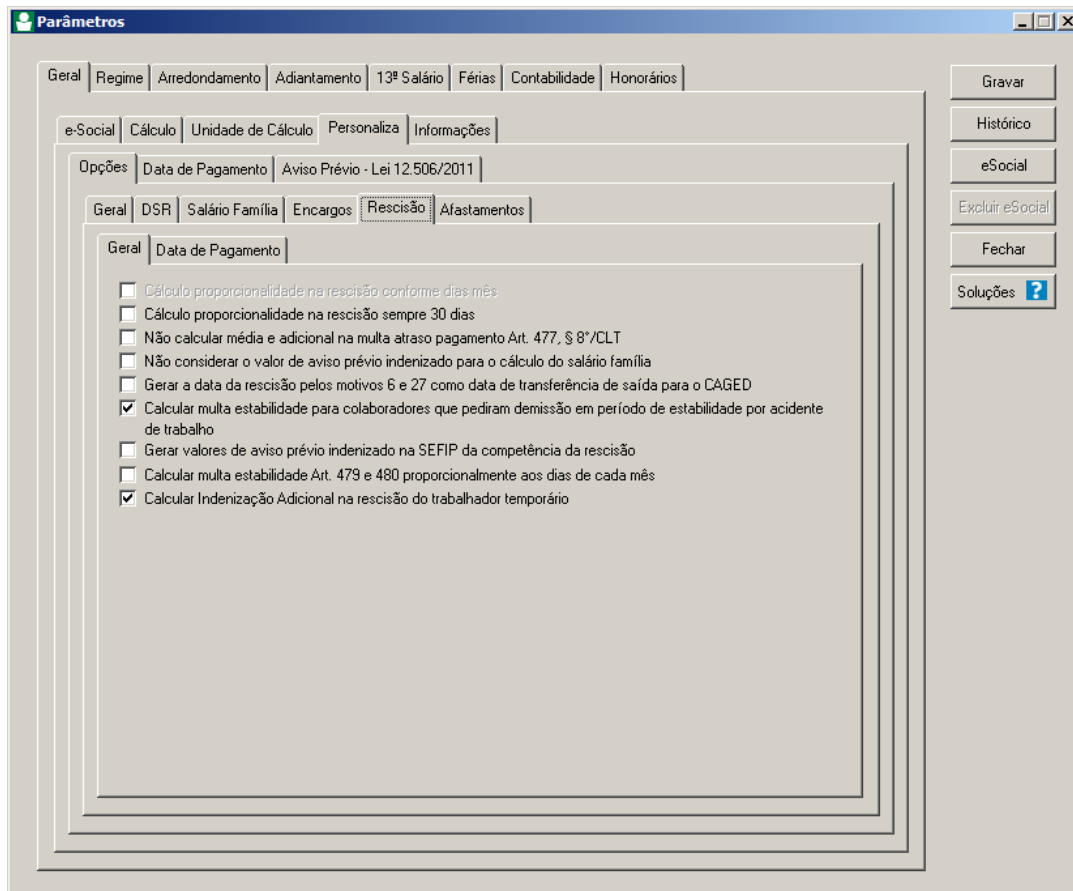 Parâmetros
Geral Regime Arredondamento Adiantamento 13º Salário Férias Contabilidade Honorários
Gravar
e-Social Cálculo Unidade de Cálculo Personaliza Informações
Histórico
Opções Data de Pagamento Aviso Prévio - Lei 12.506/2011
eSocial
Geral DSR Salário Família Encargos Rescisão Afastamentos
Excluir eSocial
Geral Data de Pagamento
Fechar
Soluções ?
Cálculo proporcionalidade na rescisão conforme dias mês
Cálculo proporcionalidade na rescisão sempre 30 dias
Não calcular média e adicional na multa atraso pagamento Art. 477, § 8°/CLT
Não considerar o valor de aviso prévio indenizado para o cálculo do salário família
Gerar a data da rescisão pelos motivos 6 e 27 como data de transferência de saída para o CAGED
Calcular multa estabilidade para colaboradores que pediram demissão em período de estabilidade por acidente
de trabalho
Gerar valores de aviso prévio indenizado na SEFIP da competência da rescisão
Calcular multa estabilidade Art. 479 e 480 proporcionalmente aos dias de cada mês
Calcular Indenização Adicional na rescisão do trabalhador temporário